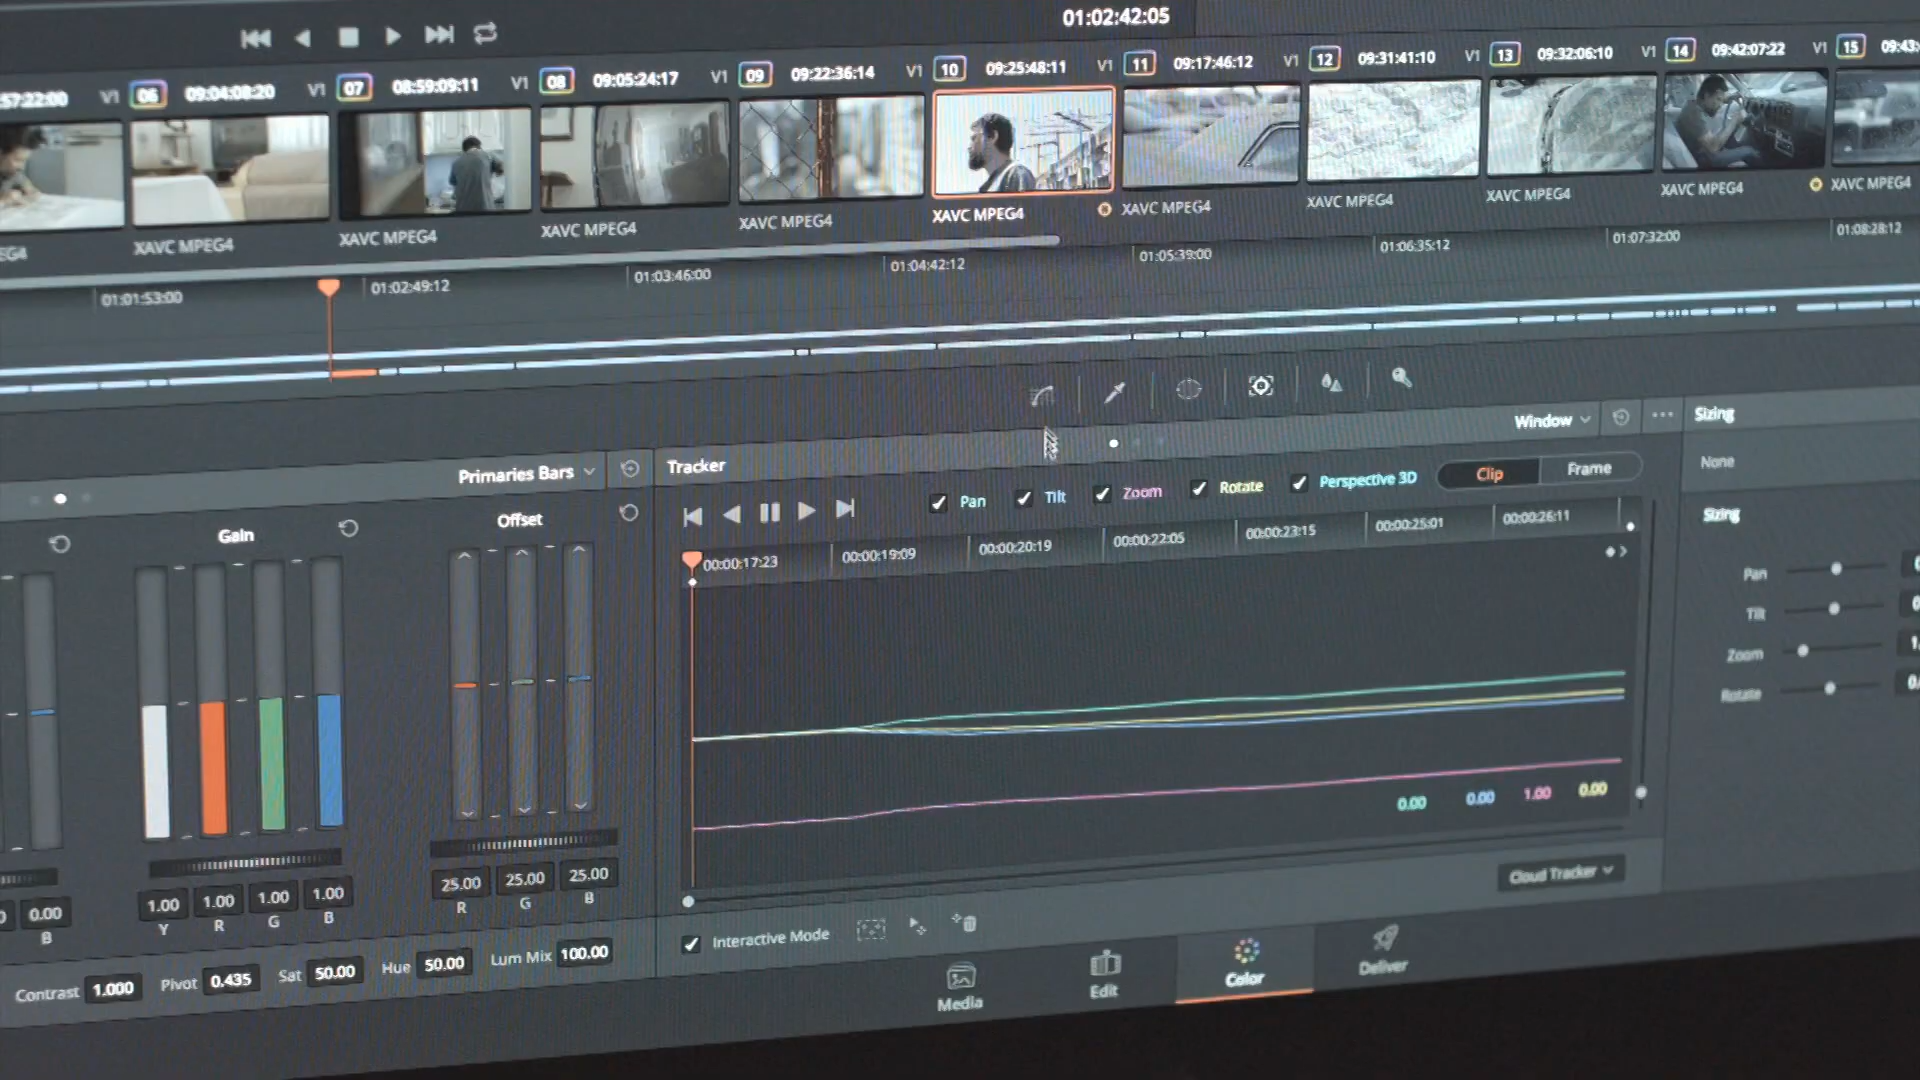 01:02:42:05
57:22:00 V1 06 09:04:08:20 V1 07 08:59:09:11 V1 08 09:05:24:17 V1 09 09:22:36:14 V1 10 09:25:48:11 V1 11 09:17:46:12 V1 12 09:31:41:10 V1 13 09:32:06:10 V1 14 09:42:07:22 V1 15 09:43:
EG4 XAVC MPEG4 XAVC MPEG4 XAVC MPEG4 XAVC MPEG4 XAVC MPEG4 XAVC MPEG4 XAVC MPEG4 XAVC MPEG4 XAVC MPEG4 XAVC MPEG4
01:01:53:00 01:02:49:12 01:03:46:00 01:04:42:12 01:05:39:00 01:06:35:12 01:07:32:00 01:08:28:12
Primaries Bars Tracker Window Sizing
None
Gain Offset
Pan Tilt Zoom Rotate Perspective 3D Clip Frame
Sizing
00:00:17:23 00:00:19:09 00:00:20:19 00:00:22:05 00:00:23:15 00:00:25:01 00:00:26:11
Pan
Tilt
Zoom
Rotate
0.00 0.00 1.00 0.00
Cloud Tracker
0.00 1.00 1.00 1.00 1.00 25.00 25.00 25.00
B Y R G B R G B
Interactive Mode
Contrast 1.000 Pivot 0.435 Sat 50.00 Hue 50.00 Lum Mix 100.00
Media Edit Color Deliver